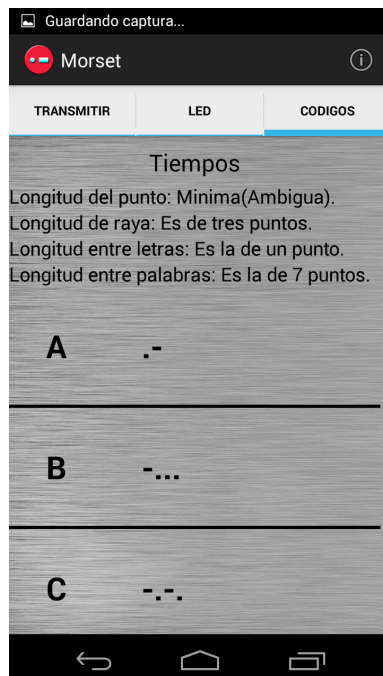 Guardando captura...
Morset
TRANSMITIR LED CODIGOS
Tiempos
Longitud del punto: Minima(Ambigua).
Longitud de raya: Es de tres puntos.
Longitud entre letras: Es la de un punto.
Longitud entre palabras: Es la de 7 puntos.
A .-
B -...
C -.-.